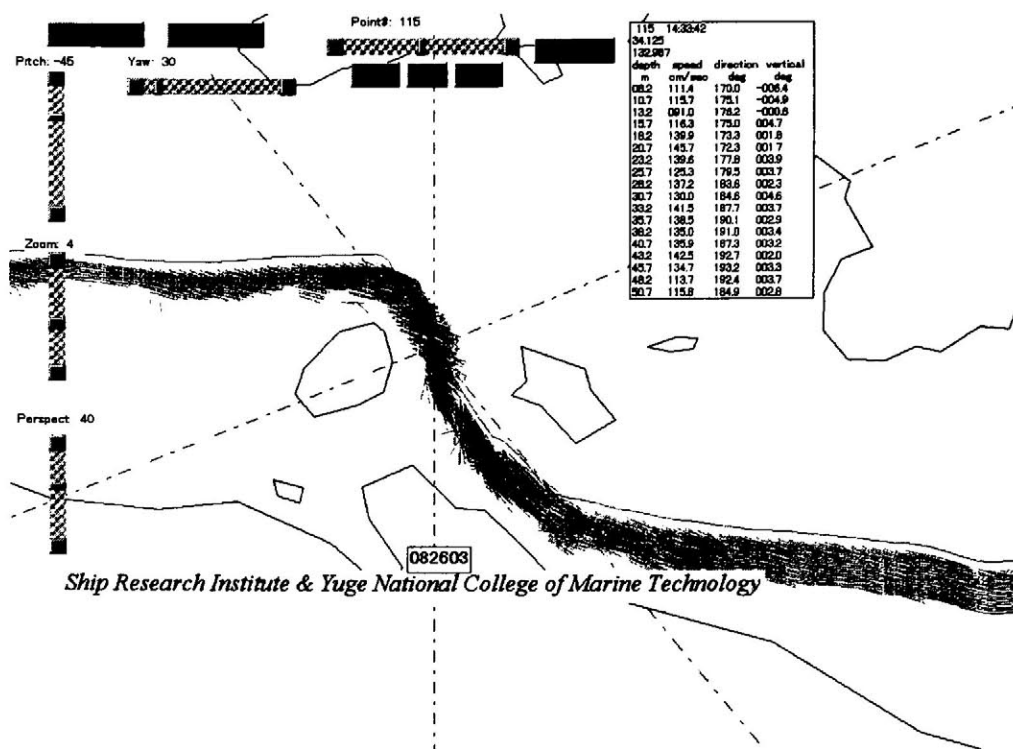 Point#: 115
Pitch: -45
Yaw: 30
115 14:33:42
34.125
132.987
depth speed direction vertical
m cm/sec deg deg
08.2 111.4 170.0 -006.4
10.7 115.7 175.1 -004.9
13.2 091.0 176.2 -000.6
15.7 116.3 175.0 004.7
18.2 139.9 173.3 001.8
20.7 145.7 172.3 001.7
23.2 139.6 177.8 003.9
25.7 125.3 179.5 003.7
28.2 137.2 183.6 002.3
30.7 130.0 184.6 004.6
33.2 141.5 187.7 003.7
35.7 138.5 190.1 002.9
38.2 135.0 191.0 003.4
40.7 135.9 187.3 003.2
43.2 142.5 192.7 002.0
45.7 134.7 193.2 003.3
48.2 113.7 192.4 003.7
50.7 115.8 184.9 002.8
Zoom: 4
Perspect: 40
082603
Ship Research Institute & Yuge National College of Marine Technology